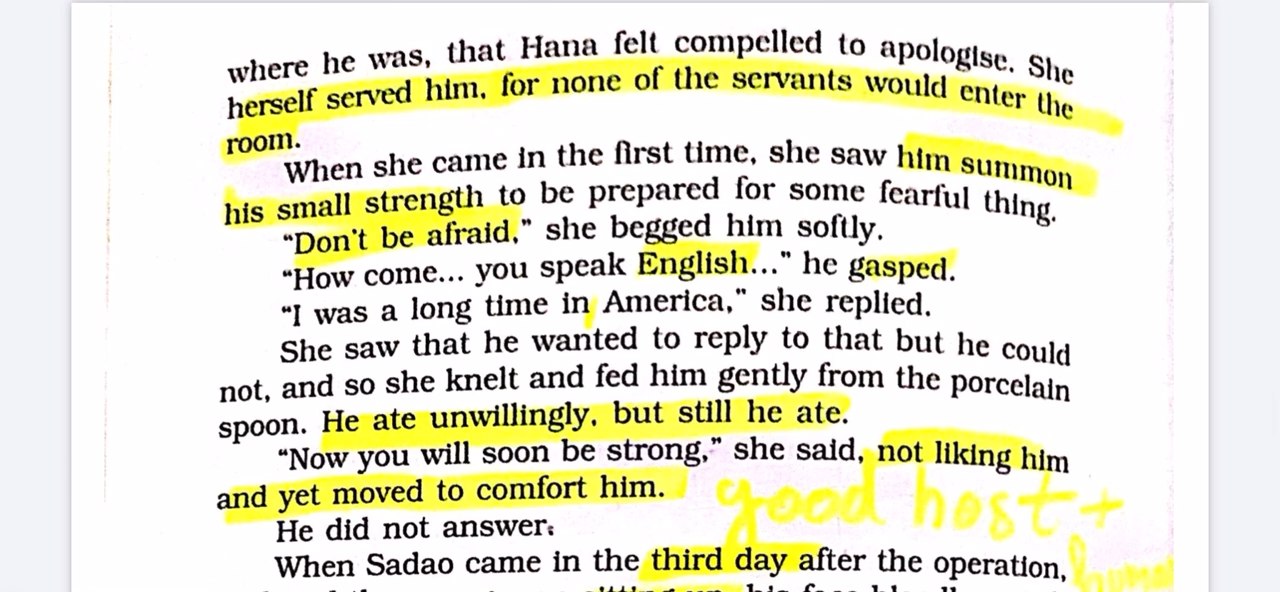 where he was, that Hana felt compelled to apologise. She
herself served him, for none of the servants would enter the
room.
When she came in the first time, she saw him summon
his small strength to be prepared for some fearful thing.
“Don't be afraid,” she begged him softly.
“How come... you speak English...” he gasped.
“I was a long time in America,” she replied.
She saw that he wanted to reply to that but he could
not, and so she knelt and fed him gently from the porcelain
spoon. He ate unwillingly, but still he ate.
“Now you will soon be strong,” she said, not liking him
and yet moved to comfort him.
good host +
He did not answer.
When Sadao came in the third day after the operation,